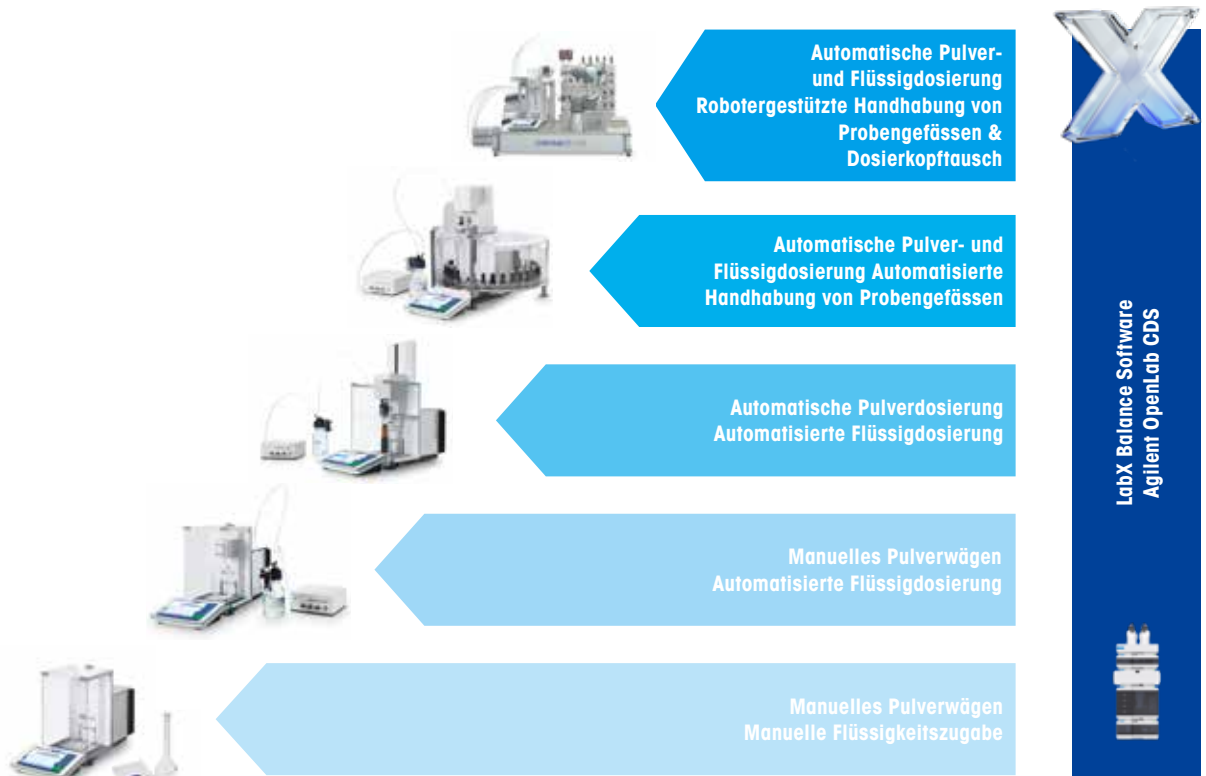 Automatische Pulver-
und Flüssigdosierung
Robotergestützte Handhabung von
Probengefässen &
Dosierkopftausch
Automatische Pulver- und
Flüssigdosierung Automatisierte
Handhabung von Probengefässen
Automatische Pulverdosierung
Automatisierte Flüssigdosierung
Manuelles Pulverwägen
Automatisierte Flüssigdosierung
Manuelles Pulverwägen
Manuelle Flüssigkeitszugabe
LabX Balance Software
Agilent OpenLab CDS